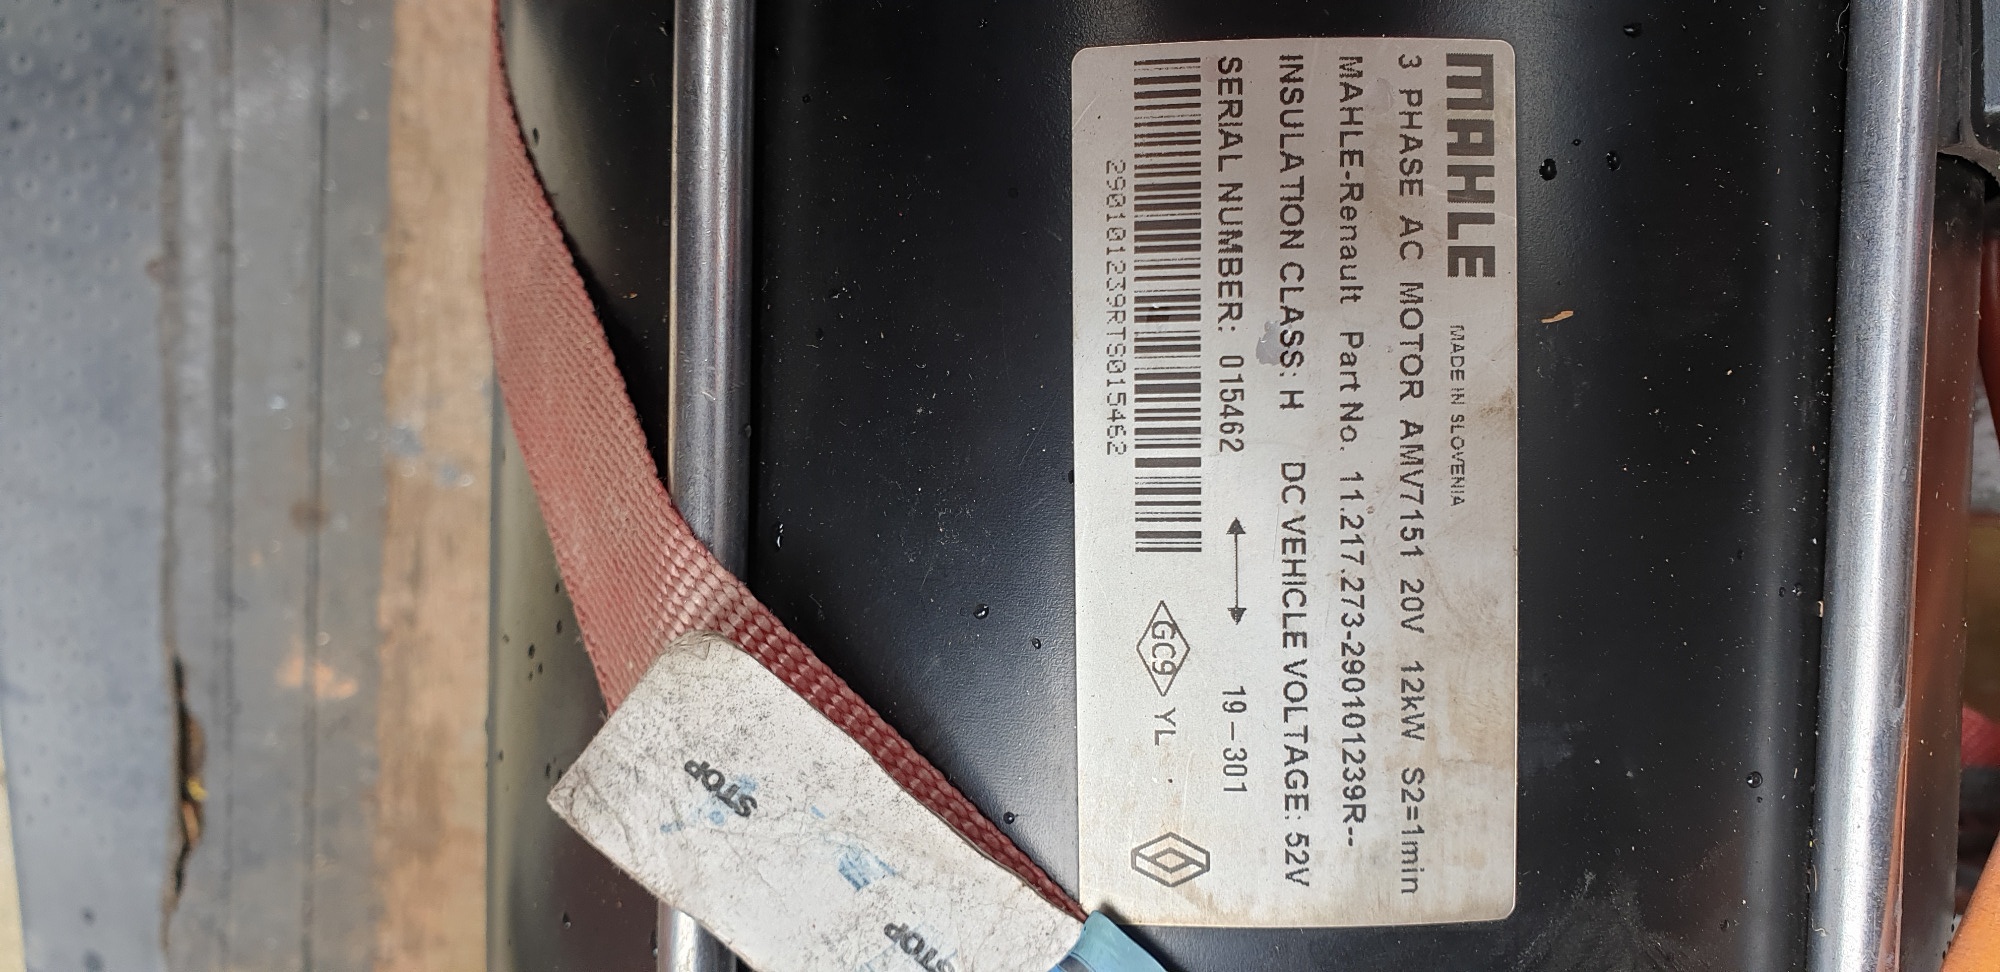 MAHLE MADE IN SLOVENIA
3 PHASE AC MOTOR AMV7151 20V 12kW S2=1min
MAHLE-Renault Part No. 11.217.273-290101239R--
INSULATION CLASS: H DC VEHICLE VOLTAGE: 52V
SERIAL NUMBER: 015462 19-301
GC9 YL
290101239RTS015462
STOP
STOP